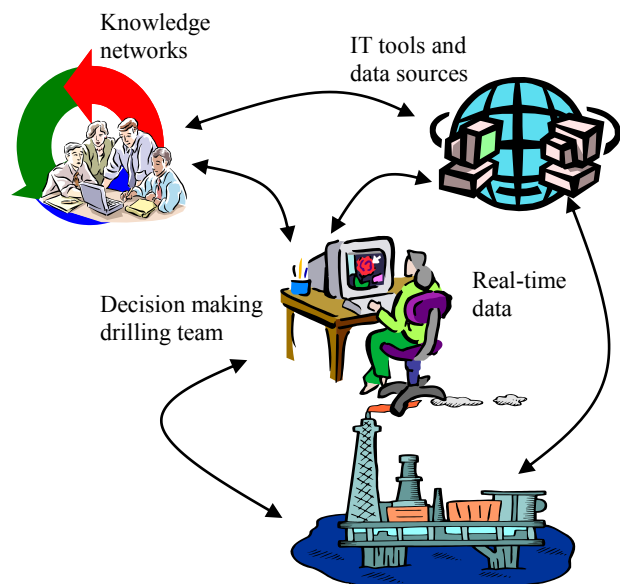 Knowledge
networks
IT tools and
data sources
Decision making
drilling team
Real-time
data